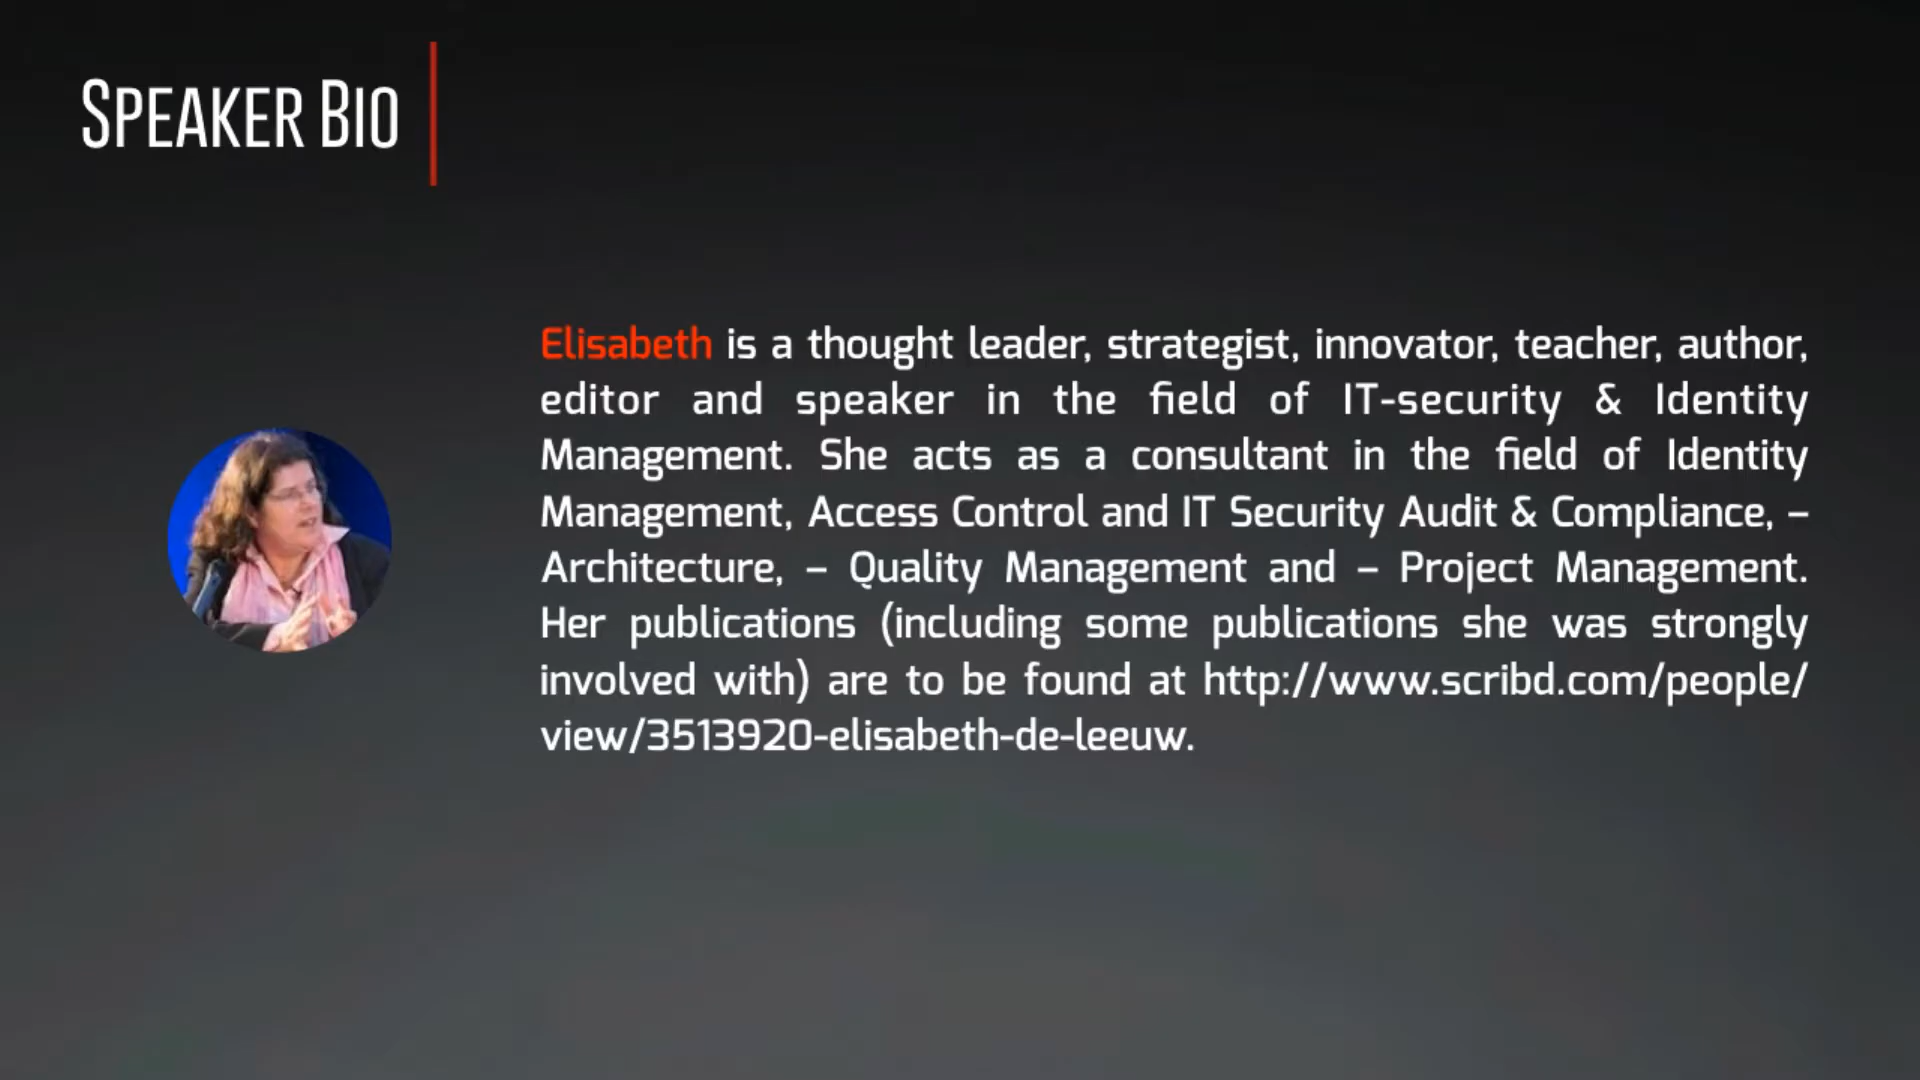 SPEAKER BIO
Elisabeth is a thought leader, strategist, innovator, teacher, author,
editor and speaker in the field of IT-security & Identity
Management. She acts as a consultant in the field of Identity
Management, Access Control and IT Security Audit & Compliance, –
Architecture, – Quality Management and – Project Management.
Her publications (including some publications she was strongly
involved with) are to be found at http://www.scribd.com/people/
view/3513920-elisabeth-de-leeuw.